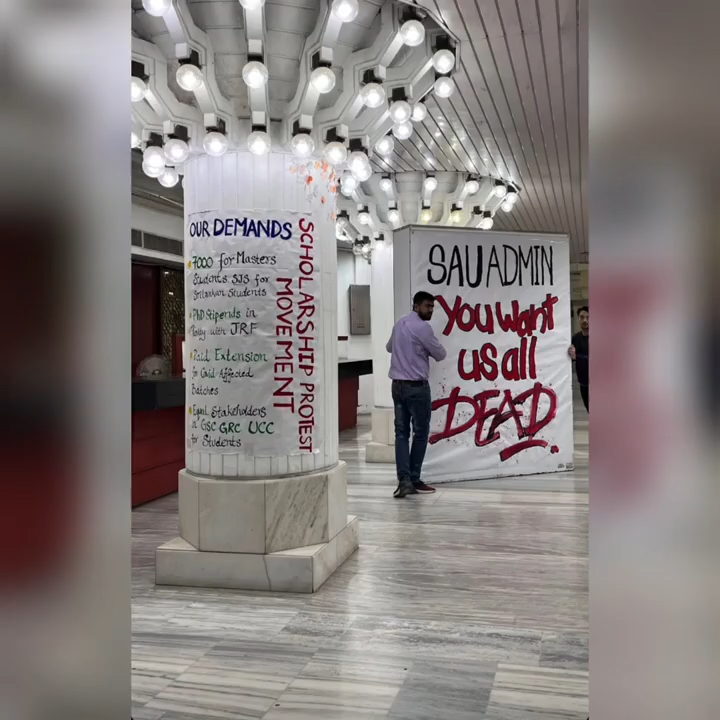 OUR DEMANDS
7000 for Masters
Students. SJS for
Srilankan Students
PhD Stipends in
Parity with JRF
Paid Extension
for Covid-Affected
Batches
Equal Stakeholders
in GSC GRC UCC
for Students
SCHOLARSHIP PROTEST
MOVEMENT
SAU ADMIN
You Want
us all
DEAD.